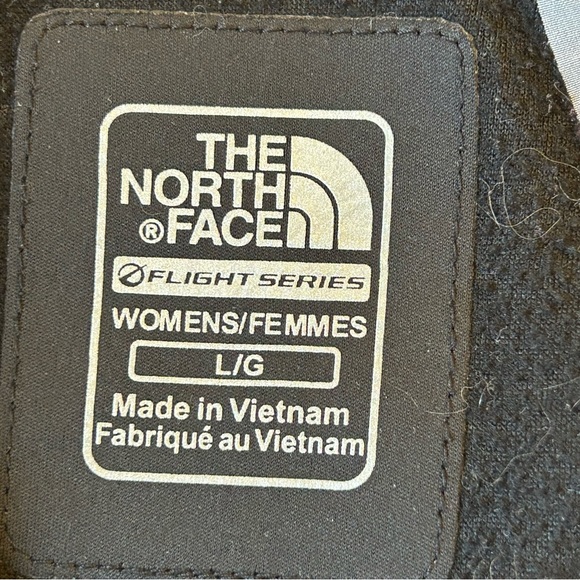 THE
NORTH
®FACE
FLIGHT SERIES
WOMENS/FEMMES
L/G
Made in Vietnam
Fabriqué au Vietnam